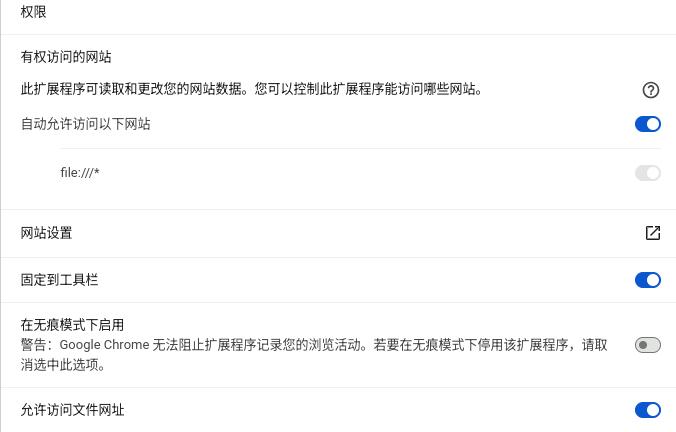 权限
有权访问的网站
此扩展程序可读取和更改您的网站数据。您可以控制此扩展程序能访问哪些网站。
自动允许访问以下网站
file:///*
网站设置
固定到工具栏
在无痕模式下启用
警告：Google Chrome 无法阻止扩展程序记录您的浏览活动。若要在无痕模式下停用该扩展程序，请取
消选中此选项。
允许访问文件网址